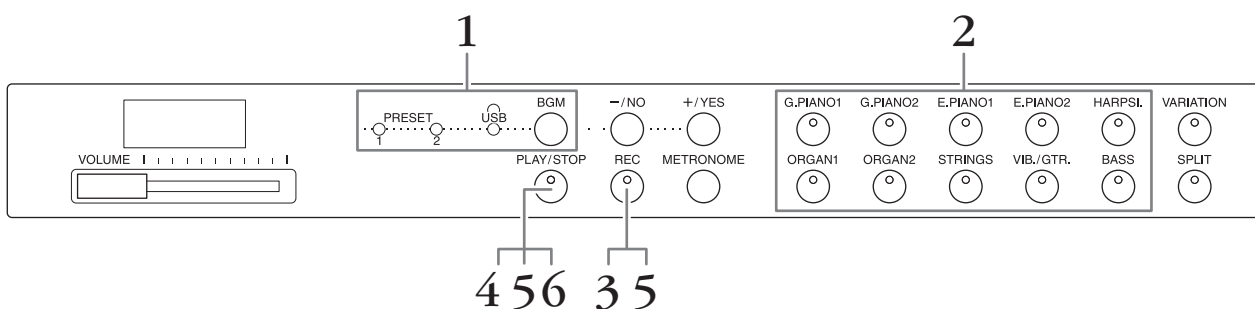 1 2
BGM −/NO +/YES G.PIANO1 G.PIANO2 E.PIANO1 E.PIANO2 HARPSI. VARIATION
PRESET USB
1 2
VOLUME PLAY/STOP REC METRONOME ORGAN1 ORGAN2 STRINGS VIB./GTR. BASS SPLIT
4 5 6 3 5